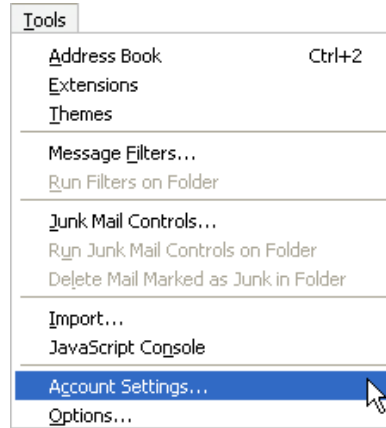 Tools
Address Book Ctrl+2
Extensions
Themes
Message Filters...
Run Filters on Folder
Junk Mail Controls...
Run Junk Mail Controls on Folder
Delete Mail Marked as Junk in Folder
Import...
JavaScript Console
Account Settings...
Options...